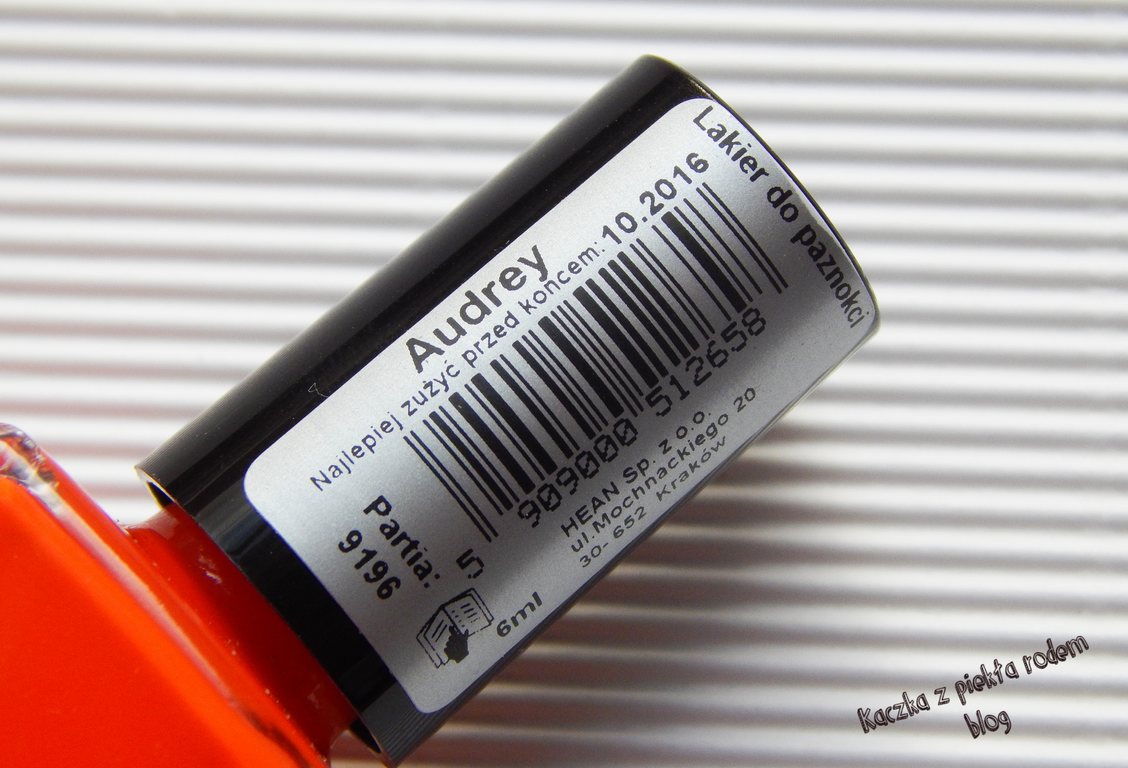 Audrey
Najlepiej zużyć przed koncem: 10.2016
Lakier do paznokci
5 909000 512658
Partia:
9196
HEAN Sp. z o.o.
ul.Mochnackiego 20
30- 652 Kraków
6ml
Kaczka z piekła rodem
blog